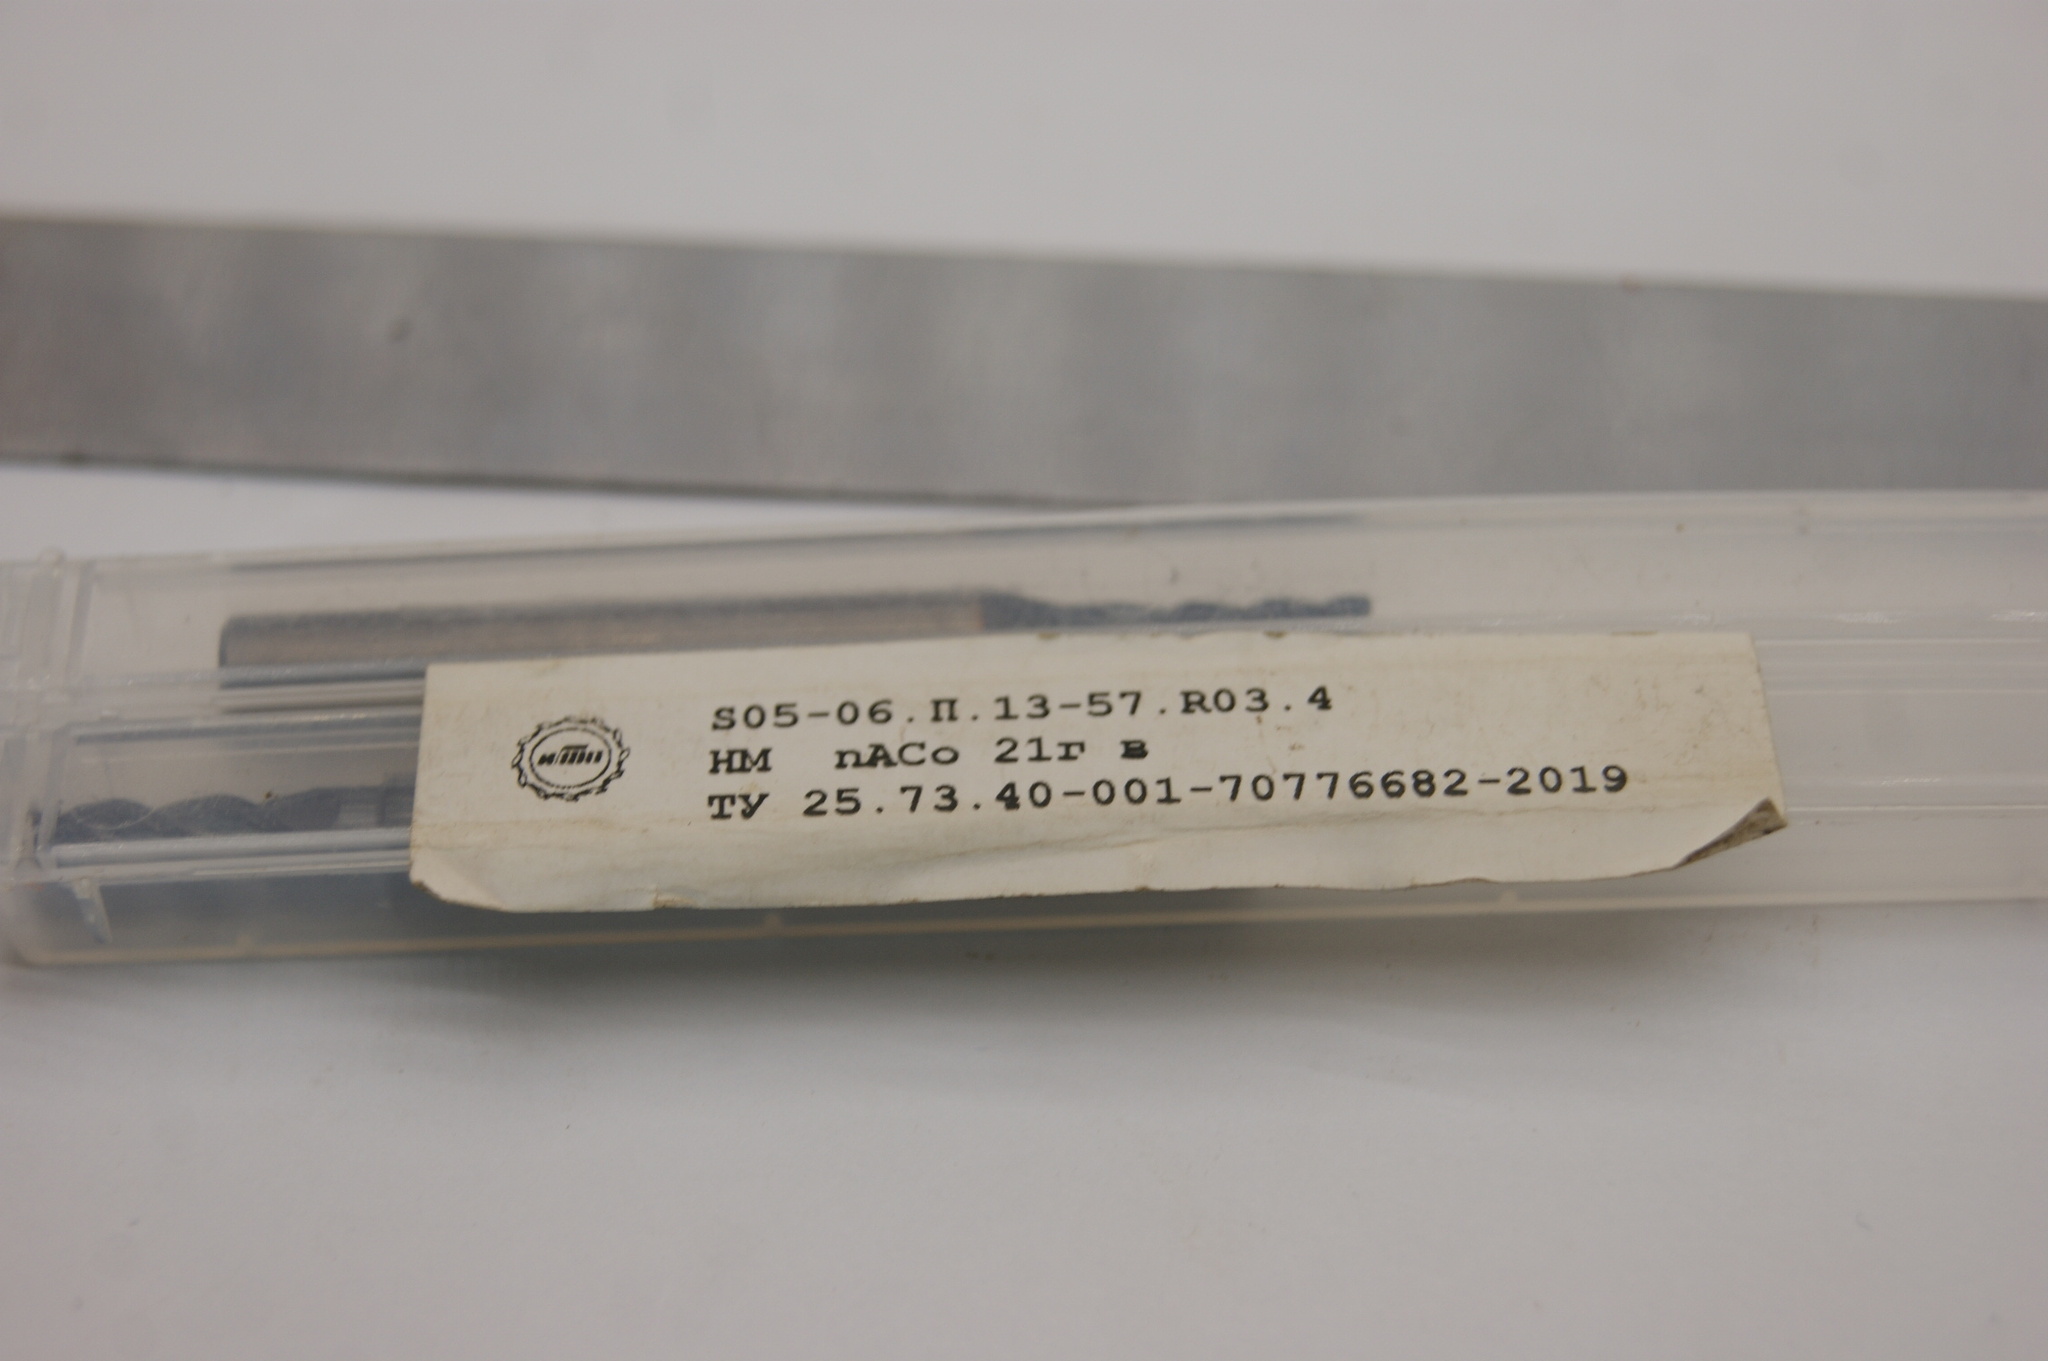 S05-06.П.13-57.R03.4
НМ nACo 21г в
ТУ 25.73.40-001-70776682-2019